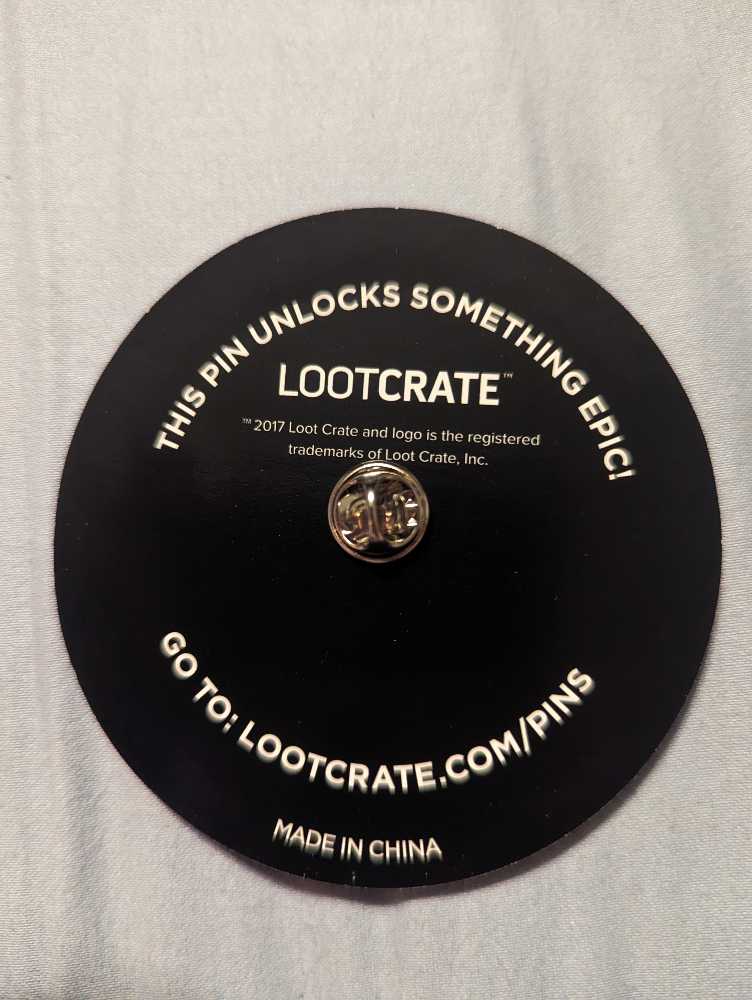 THIS PIN UNLOCKS SOMETHING EPIC!
LOOTCRATE™
™ 2017 Loot Crate and logo is the registered
trademarks of Loot Crate, Inc.
GO TO: LOOTCRATE.COM/PINS
MADE IN CHINA